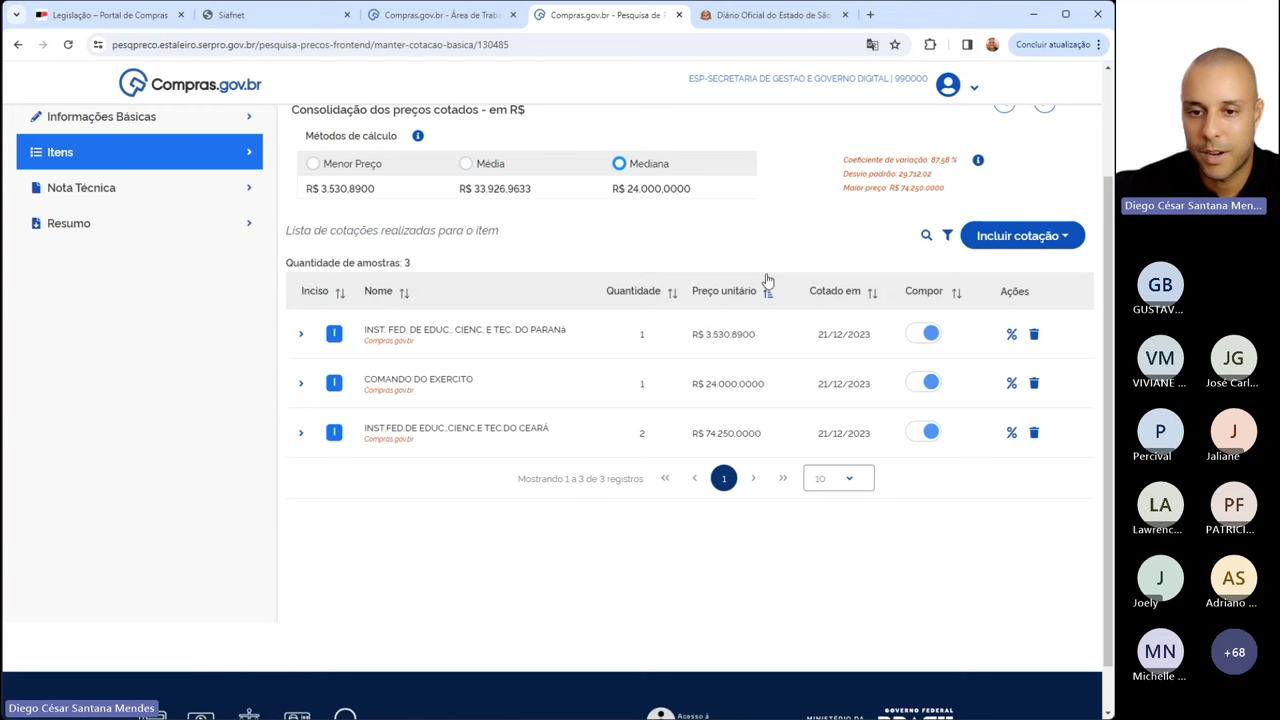 Legislação – Portal de Compras
Siafnet
Compras.gov.br - Área de Trab
Compras.gov.br - Pesquisa de P
Diário Oficial do Estado de São
pesqpreco.estaleiro.serpro.gov.br/pesquisa-precos-frontend/manter-cotacao-basica/130485
Concluir atualização
Compras.gov.br
ESP-SECRETARIA DE GESTAO E GOVERNO DIGITAL | 990000
Informações Básicas
Itens
Nota Técnica
Resumo
Consolidação dos preços cotados - em R$
Métodos de cálculo
Menor Preço
Média
Mediana
R$ 3.530,8900
R$ 33.926,9633
R$ 24.000,0000
Coeficiente de variação: 87,58 %
Desvio padrão: 29.712,02
Maior preço: R$ 74.250,0000
Lista de cotações realizadas para o item
Incluir cotação
Quantidade de amostras: 3
Inciso Nome Quantidade Preço unitário Cotado em Compor Ações
I INST. FED. DE EDUC., CIENC. E TEC. DO PARANá 1 R$ 3.530,8900 21/12/2023
Compras.gov.br
I COMANDO DO EXERCITO 1 R$ 24.000,0000 21/12/2023
Compras.gov.br
I INST.FED.DE EDUC.,CIENC.E TEC.DO CEARÁ 2 R$ 74.250,0000 21/12/2023
Compras.gov.br
Mostrando 1 a 3 de 3 registros
1
10
Acesso à
GOVERNO FEDERAL
Diego César Santana Mendes
Diego César Santana Men...
GB
GUSTAV...
VM
VIVIANE ...
JG
José Carl...
P
Percival
J
Jaliane
LA
Lawrenc...
PF
PATRICI...
J
Joely
AS
Adriano ...
MN
Michelle ...
+68